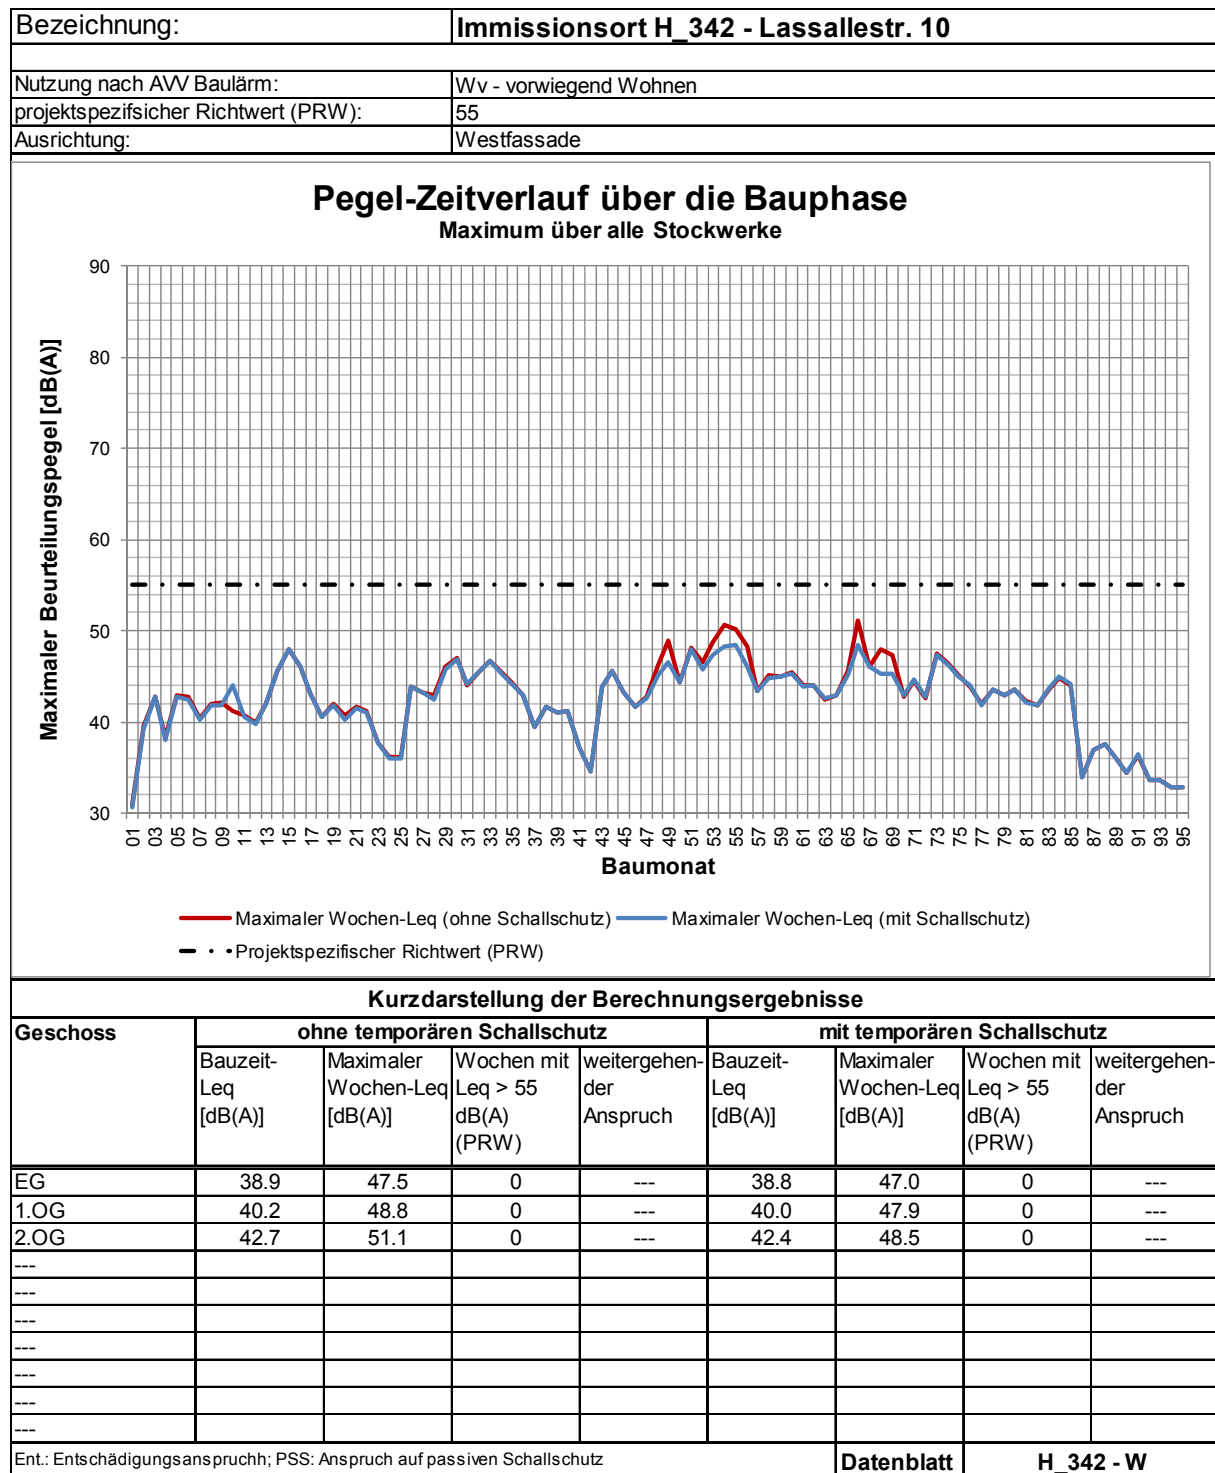 Bezeichnung: Immissionsort H_342 - Lassallestr. 10
Nutzung nach AVV Baulärm: Wv - vorwiegend Wohnen
projektspezifsicher Richtwert (PRW): 55
Ausrichtung: Westfassade
Pegel-Zeitverlauf über die Bauphase
Maximum über alle Stockwerke
Maximaler Beurteilungspegel [dB(A)]
90
80
70
60
50
40
30
01 03 05 07 09 11 13 15 17 19 21 23 25 27 29 31 33 35 37 39 41 43 45 47 49 51 53 55 57 59 61 63 65 67 69 71 73 75 77 79 81 83 85 87 89 91 93 95
Baumonat
Maximaler Wochen-Leq (ohne Schallschutz) Maximaler Wochen-Leq (mit Schallschutz)
Projektspezifischer Richtwert (PRW)
Kurzdarstellung der Berechnungsergebnisse
Geschoss ohne temporären Schallschutz mit temporären Schallschutz
Bauzeit- Maximaler Wochen mit weitergehen- Bauzeit- Maximaler Wochen mit weitergehen-
Leq Wochen-Leq Leq > 55 der Leq Wochen-Leq Leq > 55 der
[dB(A)] [dB(A)] dB(A) Anspruch [dB(A)] [dB(A)] dB(A) Anspruch
(PRW) (PRW)
EG 38.9 47.5 0 --- 38.8 47.0 0 ---
1.OG 40.2 48.8 0 --- 40.0 47.9 0 ---
2.OG 42.7 51.1 0 --- 42.4 48.5 0 ---
---
---
---
---
---
---
---
Ent.: Entschädigungsanspruchh; PSS: Anspruch auf passiven Schallschutz Datenblatt H_342 - W